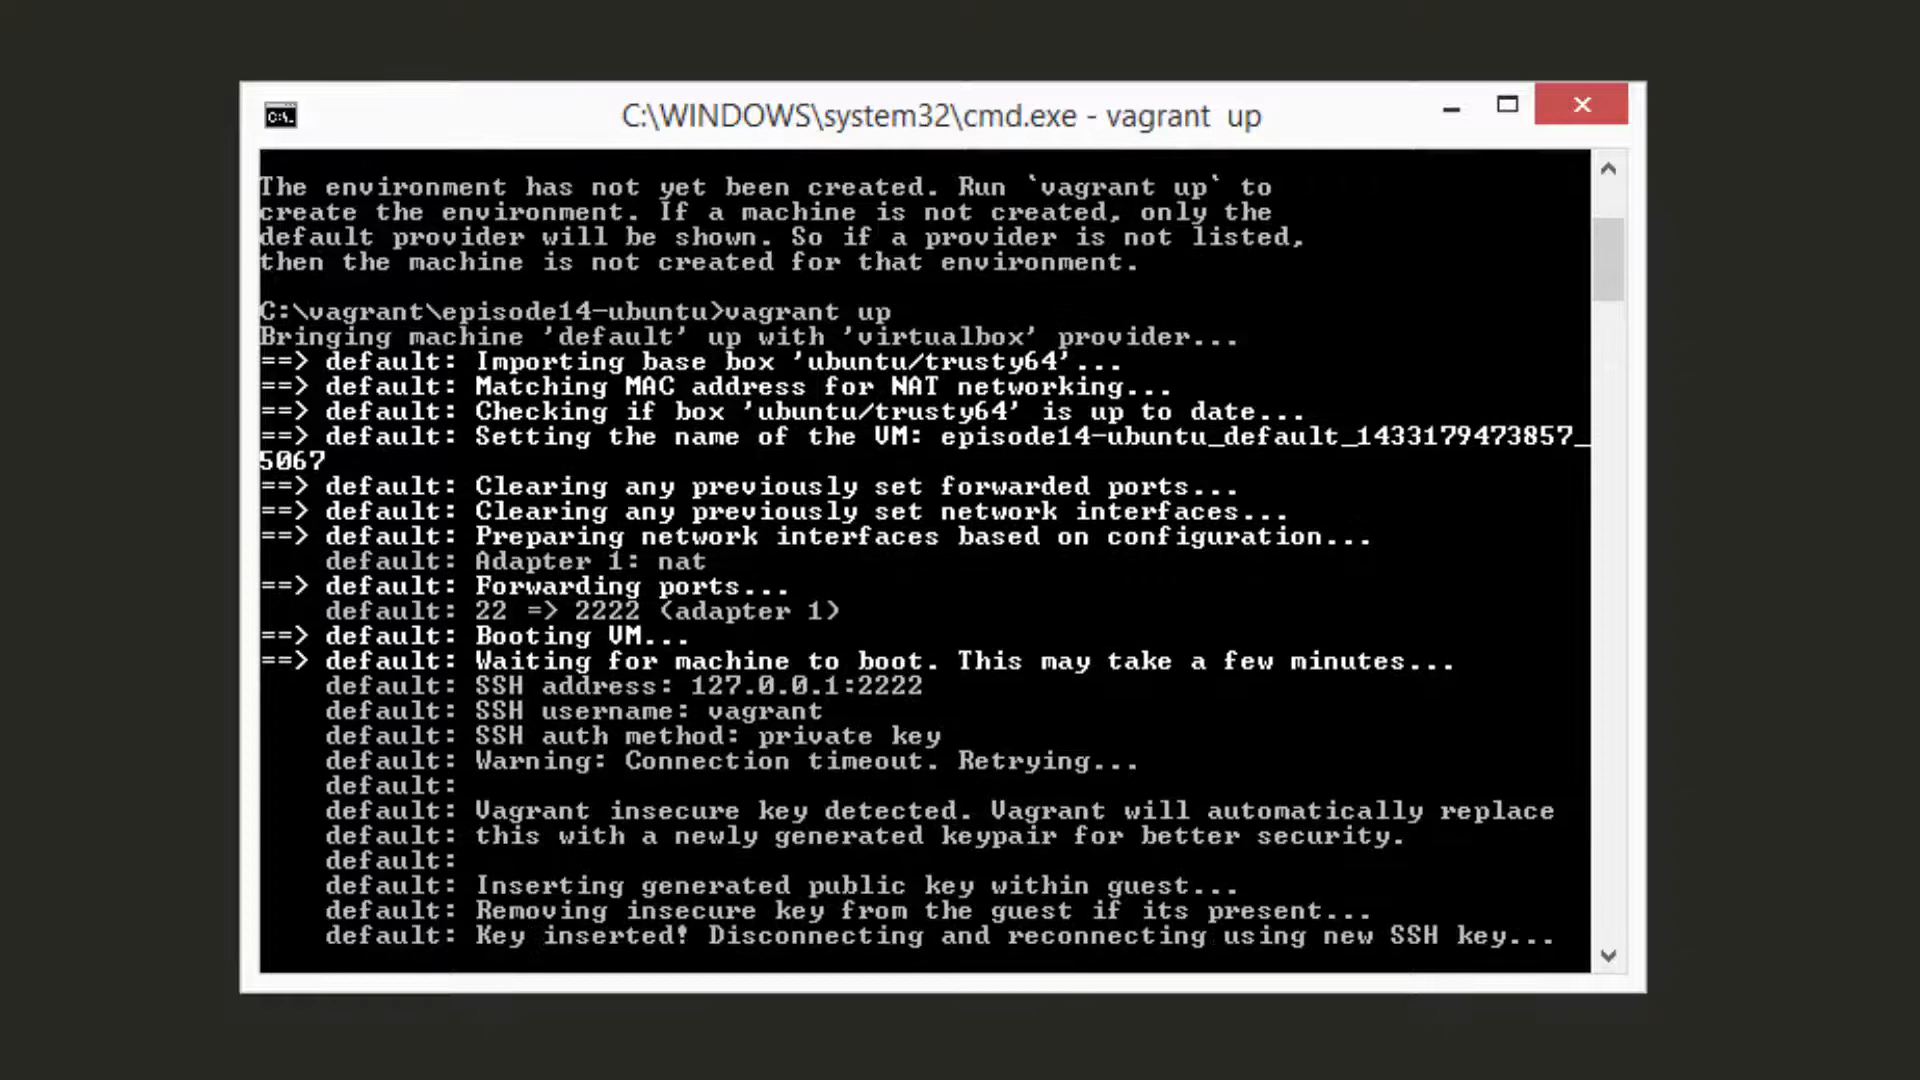 C:\WINDOWS\system32\cmd.exe - vagrant  up
The environment has not yet been created. Run `vagrant up` to
create the environment. If a machine is not created, only the
default provider will be shown. So if a provider is not listed,
then the machine is not created for that environment.
C:\vagrant\episode14-ubuntu>vagrant up
Bringing machine 'default' up with 'virtualbox' provider...
==> default: Importing base box 'ubuntu/trusty64'...
==> default: Matching MAC address for NAT networking...
==> default: Checking if box 'ubuntu/trusty64' is up to date...
==> default: Setting the name of the VM: episode14-ubuntu_default_1433179473857_
5067
==> default: Clearing any previously set forwarded ports...
==> default: Clearing any previously set network interfaces...
==> default: Preparing network interfaces based on configuration...
    default: Adapter 1: nat
==> default: Forwarding ports...
    default: 22 => 2222 (adapter 1)
==> default: Booting VM...
==> default: Waiting for machine to boot. This may take a few minutes...
    default: SSH address: 127.0.0.1:2222
    default: SSH username: vagrant
    default: SSH auth method: private key
    default: Warning: Connection timeout. Retrying...
    default:
    default: Vagrant insecure key detected. Vagrant will automatically replace
    default: this with a newly generated keypair for better security.
    default:
    default: Inserting generated public key within guest...
    default: Removing insecure key from the guest if its present...
    default: Key inserted! Disconnecting and reconnecting using new SSH key...